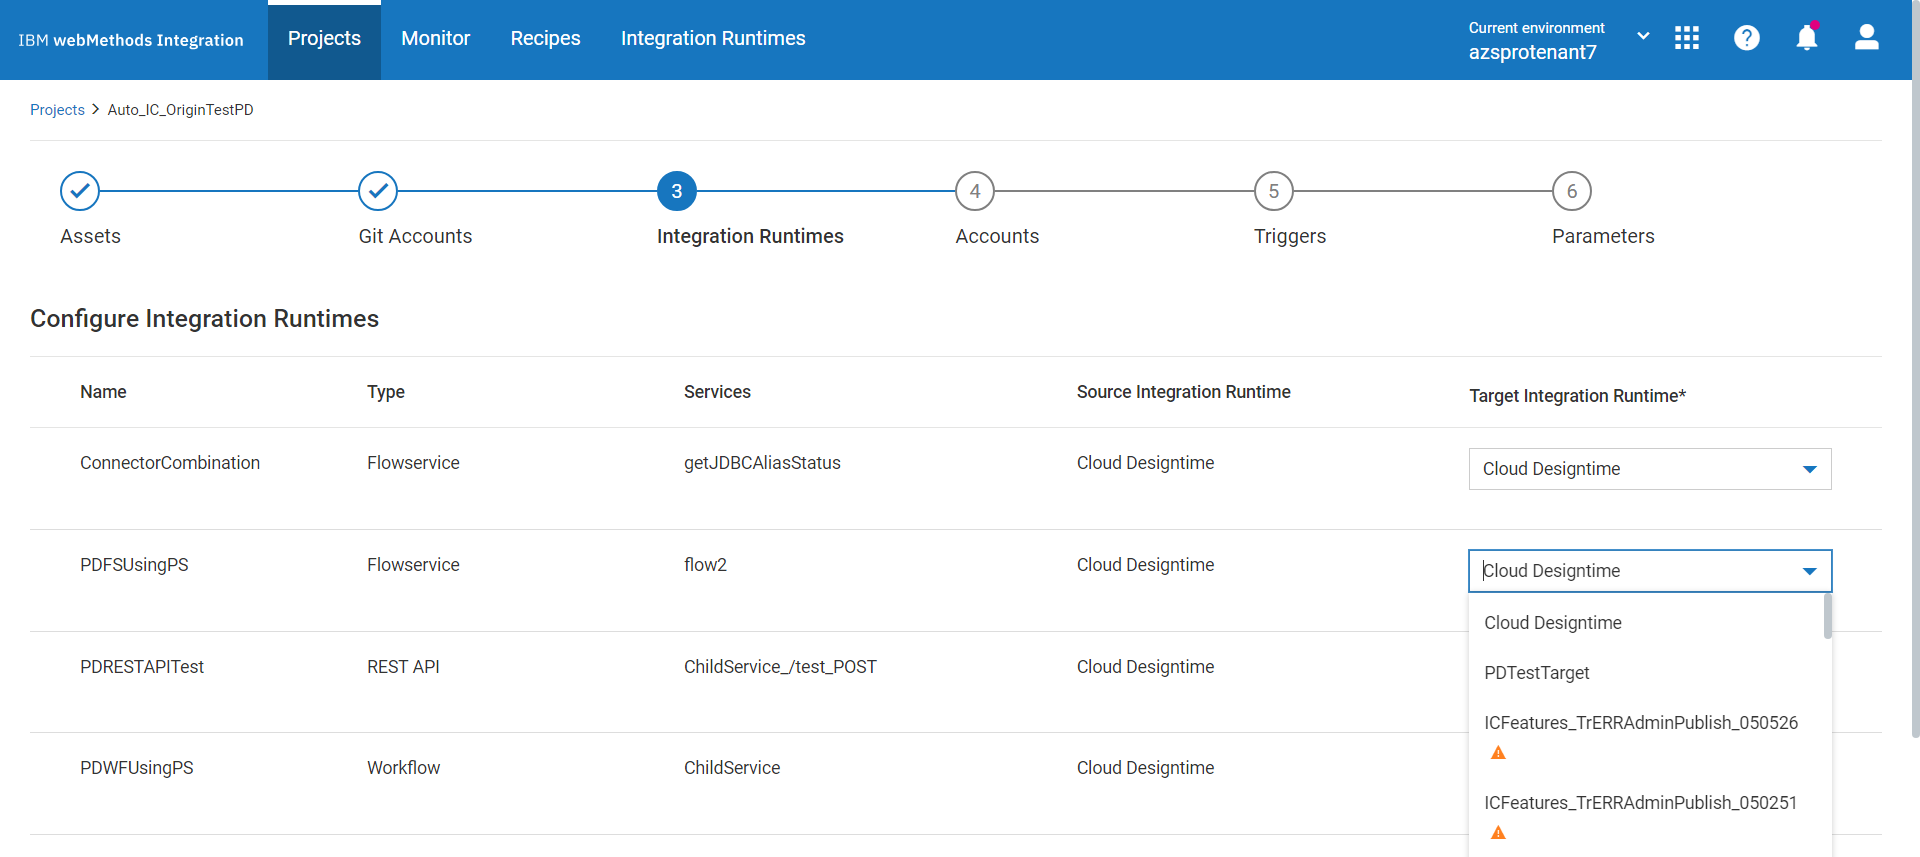 IBM webMethods Integration
Projects
Monitor
Recipes
Integration Runtimes
Current environment
azsprotenant7
Projects > Auto_IC_OriginTestPD
3
4
5
6
Assets
Git Accounts
Integration Runtimes
Accounts
Triggers
Parameters
Configure Integration Runtimes
Name
Type
Services
Source Integration Runtime
Target Integration Runtime*
ConnectorCombination
Flowservice
getJDBCAliasStatus
Cloud Designtime
Cloud Designtime
PDFSUsingPS
Flowservice
flow2
Cloud Designtime
Cloud Designtime
Cloud Designtime
PDRESTAPITest
REST API
ChildService_/test_POST
Cloud Designtime
PDTestTarget
ICFeatures_TrERRAdminPublish_050526
PDWFUsingPS
Workflow
ChildService
Cloud Designtime
ICFeatures_TrERRAdminPublish_050251